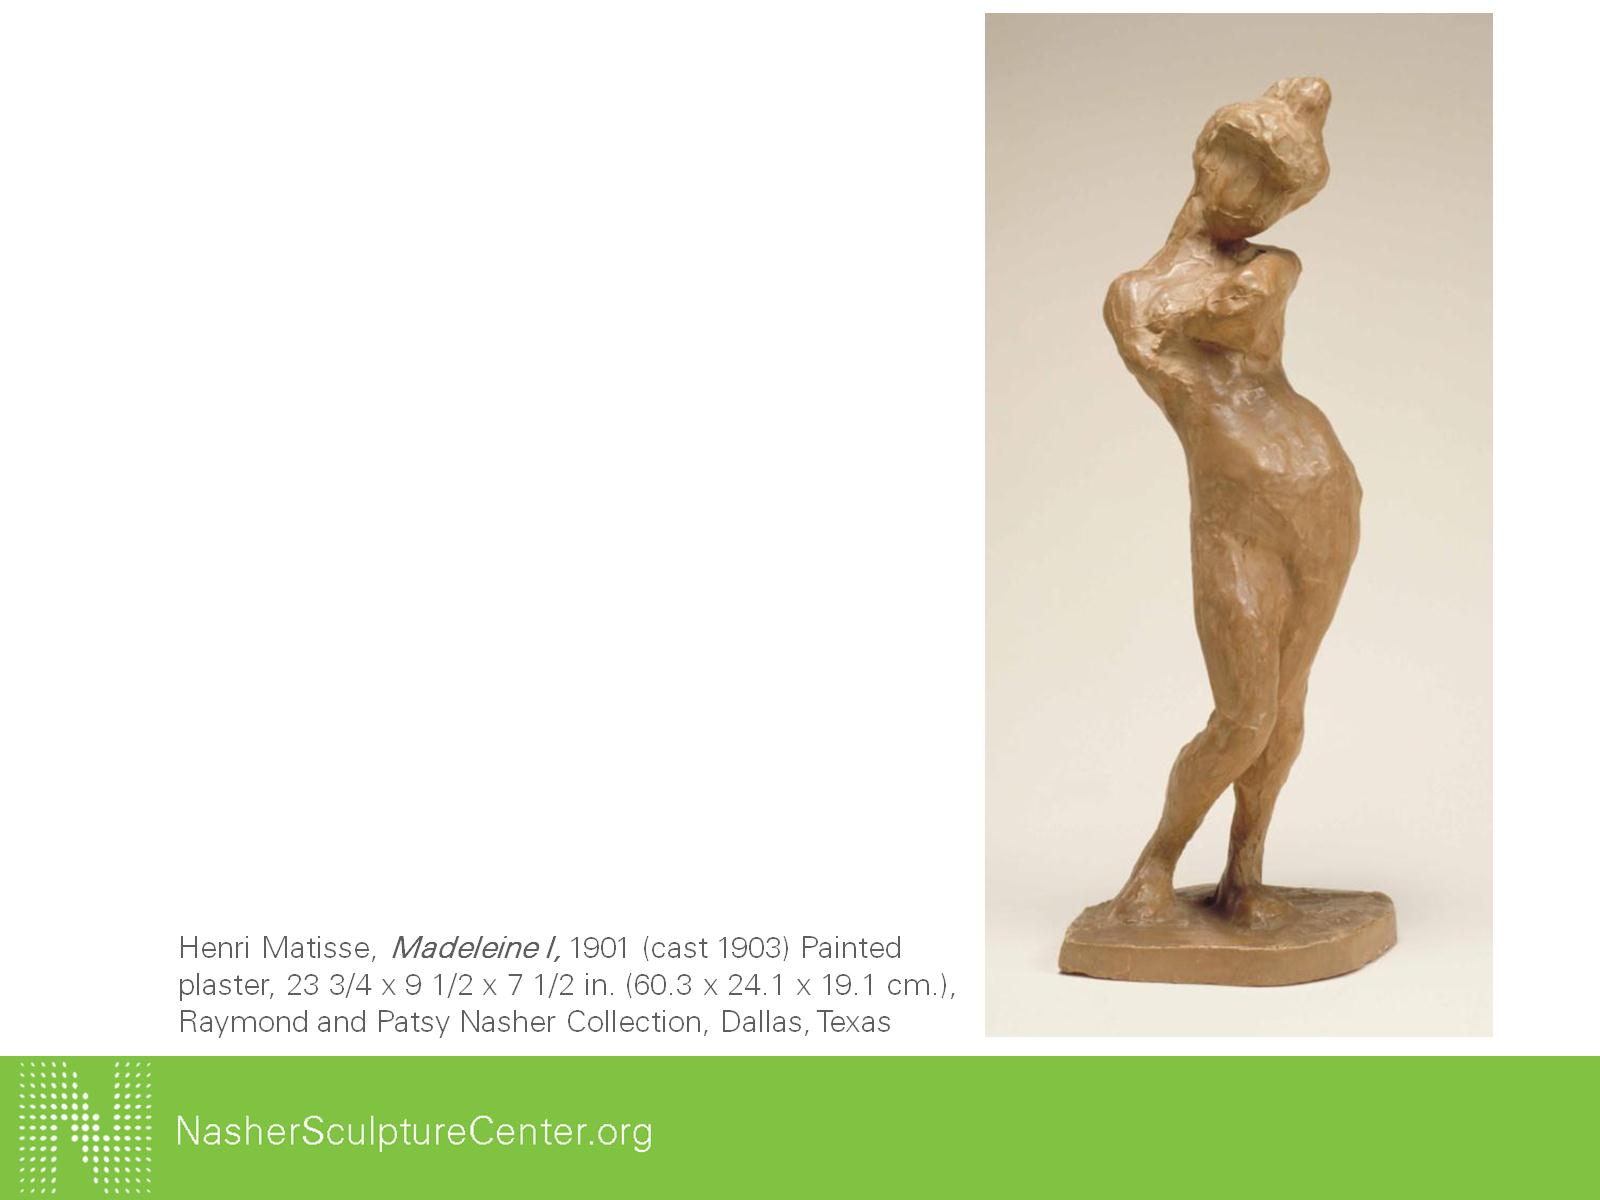 Henri Matisse, Madeleine I, 1901 (cast 1903) Painted
plaster, 23 3/4 x 9 1/2 x 7 1/2 in. (60.3 x 24.1 x 19.1 cm.),
Raymond and Patsy Nasher Collection, Dallas, Texas
N
NasherSculptureCenter.org